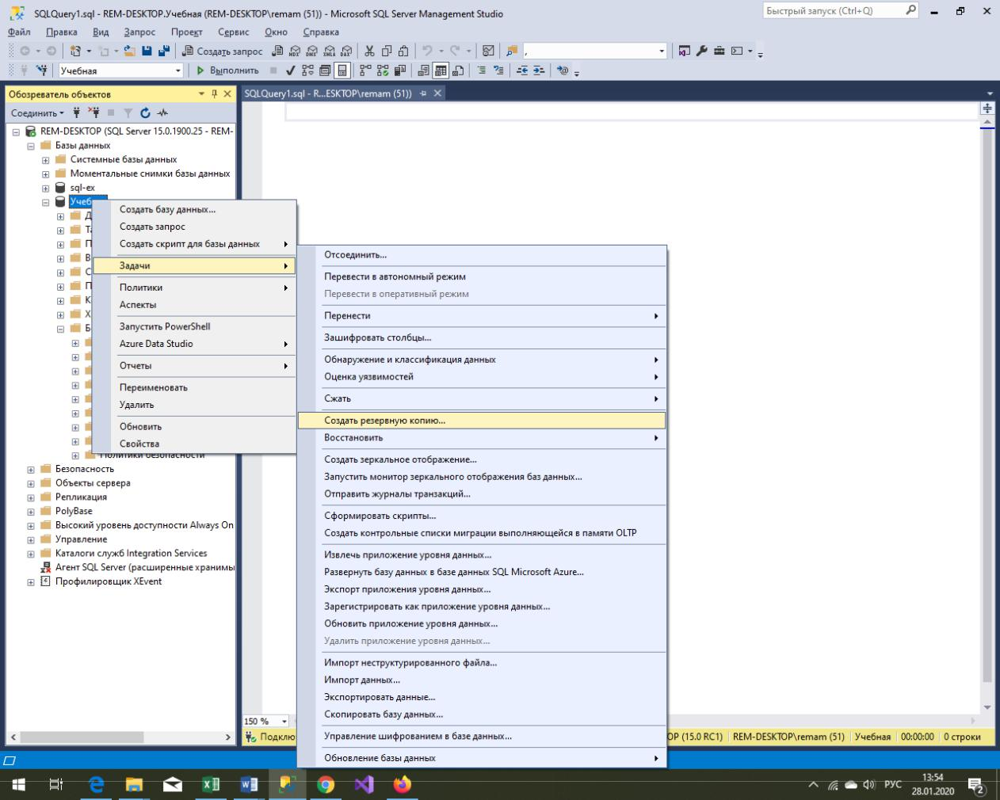 SQLQuery1.sql - REM-DESKTOP.Учебная (REM-DESKTOP\remam (51)) - Microsoft SQL Server Management Studio
Быстрый запуск (Ctrl+Q)
Файл Правка Вид Запрос Проект Сервис Окно Справка
Создать запрос MDX DMX XMLA DAX ,
Учебная Выполнить
Обозреватель объектов
SQLQuery1.sql - R...ESKTOP\remam (51))
Соединить
REM-DESKTOP (SQL Server 15.0.1900.25 - REM-
Базы данных
Системные базы данных
Моментальные снимки базы данных
sql-ex
Учеб
Д
Та
П
В
С
П
К
Х
Бе
Политики безопасности
Безопасность
Объекты сервера
Репликация
PolyBase
Высокий уровень доступности Always On
Управление
Каталоги служб Integration Services
Агент SQL Server (расширенные хранимы
Профилировщик XEvent
Создать базу данных...
Создать запрос
Создать скрипт для базы данных
Задачи
Политики
Аспекты
Запустить PowerShell
Azure Data Studio
Отчеты
Переименовать
Удалить
Обновить
Свойства
Отсоединить...
Перевести в автономный режим
Перевести в оперативный режим
Перенести
Зашифровать столбцы...
Обнаружение и классификация данных
Оценка уязвимостей
Сжать
Создать резервную копию...
Восстановить
Создать зеркальное отображение...
Запустить монитор зеркального отображения баз данных...
Отправить журналы транзакций...
Сформировать скрипты...
Создать контрольные списки миграции выполняющейся в памяти OLTP
Извлечь приложение уровня данных...
Развернуть базу данных в базе данных SQL Microsoft Azure...
Экспорт приложения уровня данных...
Зарегистрировать как приложение уровня данных...
Обновить приложение уровня данных...
Удалить приложение уровня данных...
Импорт неструктурированного файла...
Импорт данных...
Экспортировать данные...
Скопировать базу данных...
Управление шифрованием в базе данных...
Обновление базы данных
150 %
Подклю
OP (15.0 RC1) REM-DESKTOP\remam (51) Учебная 00:00:00 0 строки
РУС
13:54
28.01.2020
2